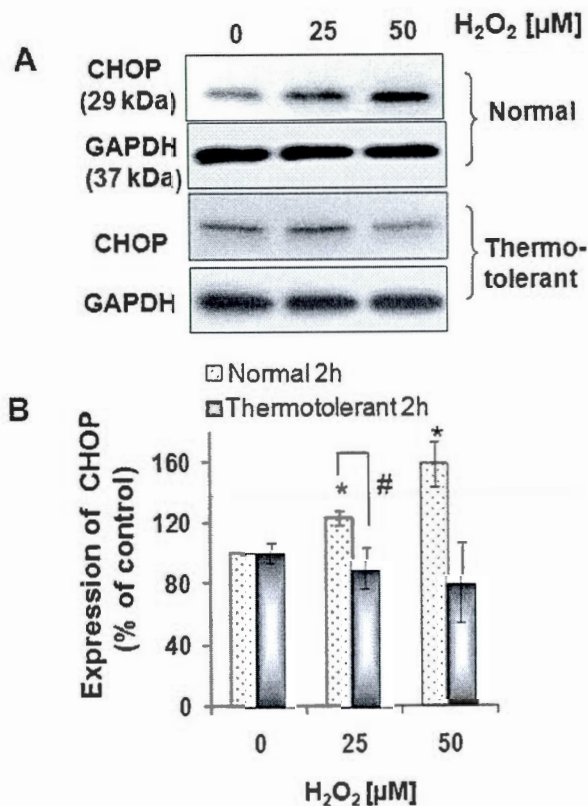 0 25 50 H₂O₂ [µM]
A
CHOP
(29 kDa)
GAPDH
(37 kDa)
Normal
CHOP
GAPDH
Thermo-
tolerant
Normal 2h
B
Thermotolerant 2h
Expression of CHOP
(% of control)
160
120
80
40
0
*
#
*
0 25 50
H₂O₂ [µM]